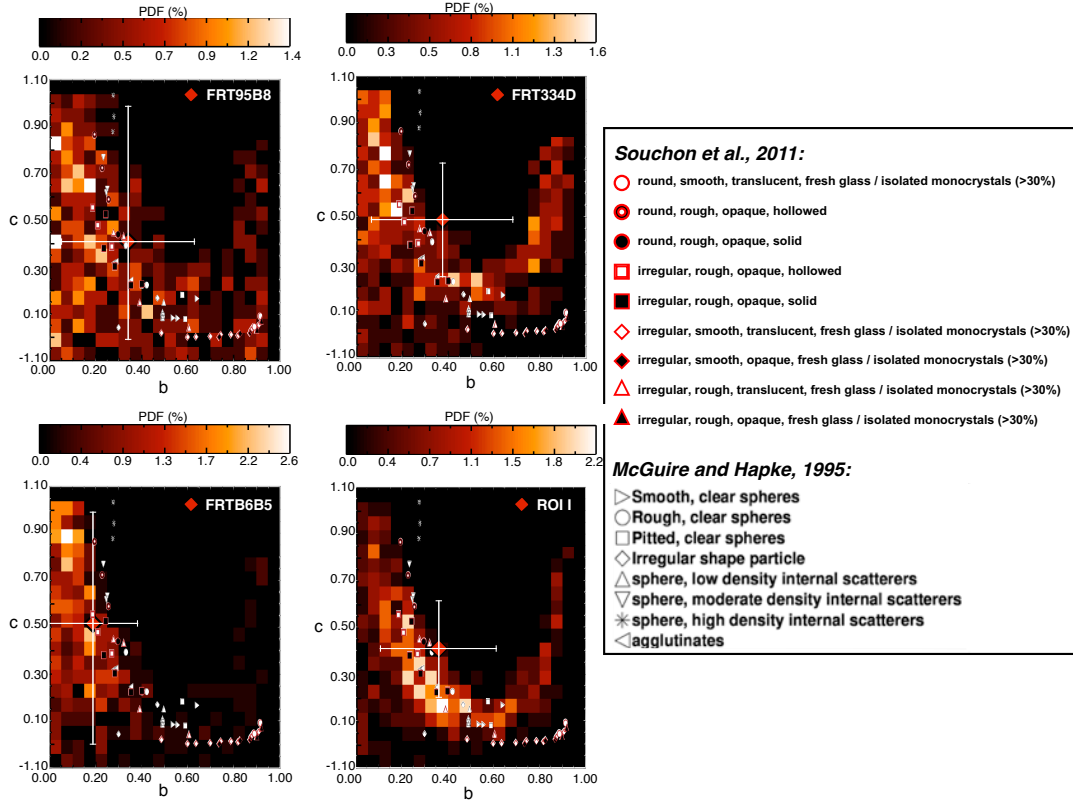 PDF (%)
0.0 0.3 0.7 0.9 1.2 1.4
1.10
0.90
0.70
c 0.50
0.30
0.10
-1.10
0.00 0.20 0.40 0.60 0.80 1.00
b
FRT95B8
PDF (%)
0.0 0.3 0.5 0.8 1.1 1.3 1.6
1.10
0.90
0.70
c 0.50
0.30
0.10
-1.10
0.00 0.20 0.40 0.60 0.80 1.00
b
FRT334D
PDF (%)
0.0 0.4 0.9 1.3 1.7 2.2 2.6
1.10
0.90
0.70
c 0.50
0.30
0.10
-1.10
0.00 0.20 0.40 0.60 0.80 1.00
b
FRTB6B5
PDF (%)
0.0 0.4 0.7 1.1 1.4 1.8 2.2
1.10
0.90
0.70
c 0.50
0.30
0.10
-1.10
0.00 0.20 0.40 0.60 0.80 1.00
b
ROI I
Souchon et al., 2011:
round, smooth, translucent, fresh glass / isolated monocrystals (>30%)
round, rough, opaque, hollowed
round, rough, opaque, solid
irregular, rough, opaque, hollowed
irregular, rough, opaque, solid
irregular, smooth, translucent, fresh glass / isolated monocrystals (>30%)
irregular, smooth, opaque, fresh glass / isolated monocrystals (>30%)
irregular, rough, translucent, fresh glass / isolated monocrystals (>30%)
irregular, rough, opaque, fresh glass / isolated monocrystals (>30%)
McGuire and Hapke, 1995:
Smooth, clear spheres
Rough, clear spheres
Pitted, clear spheres
Irregular shape particle
sphere, low density internal scatterers
sphere, moderate density internal scatterers
sphere, high density internal scatterers
agglutinates